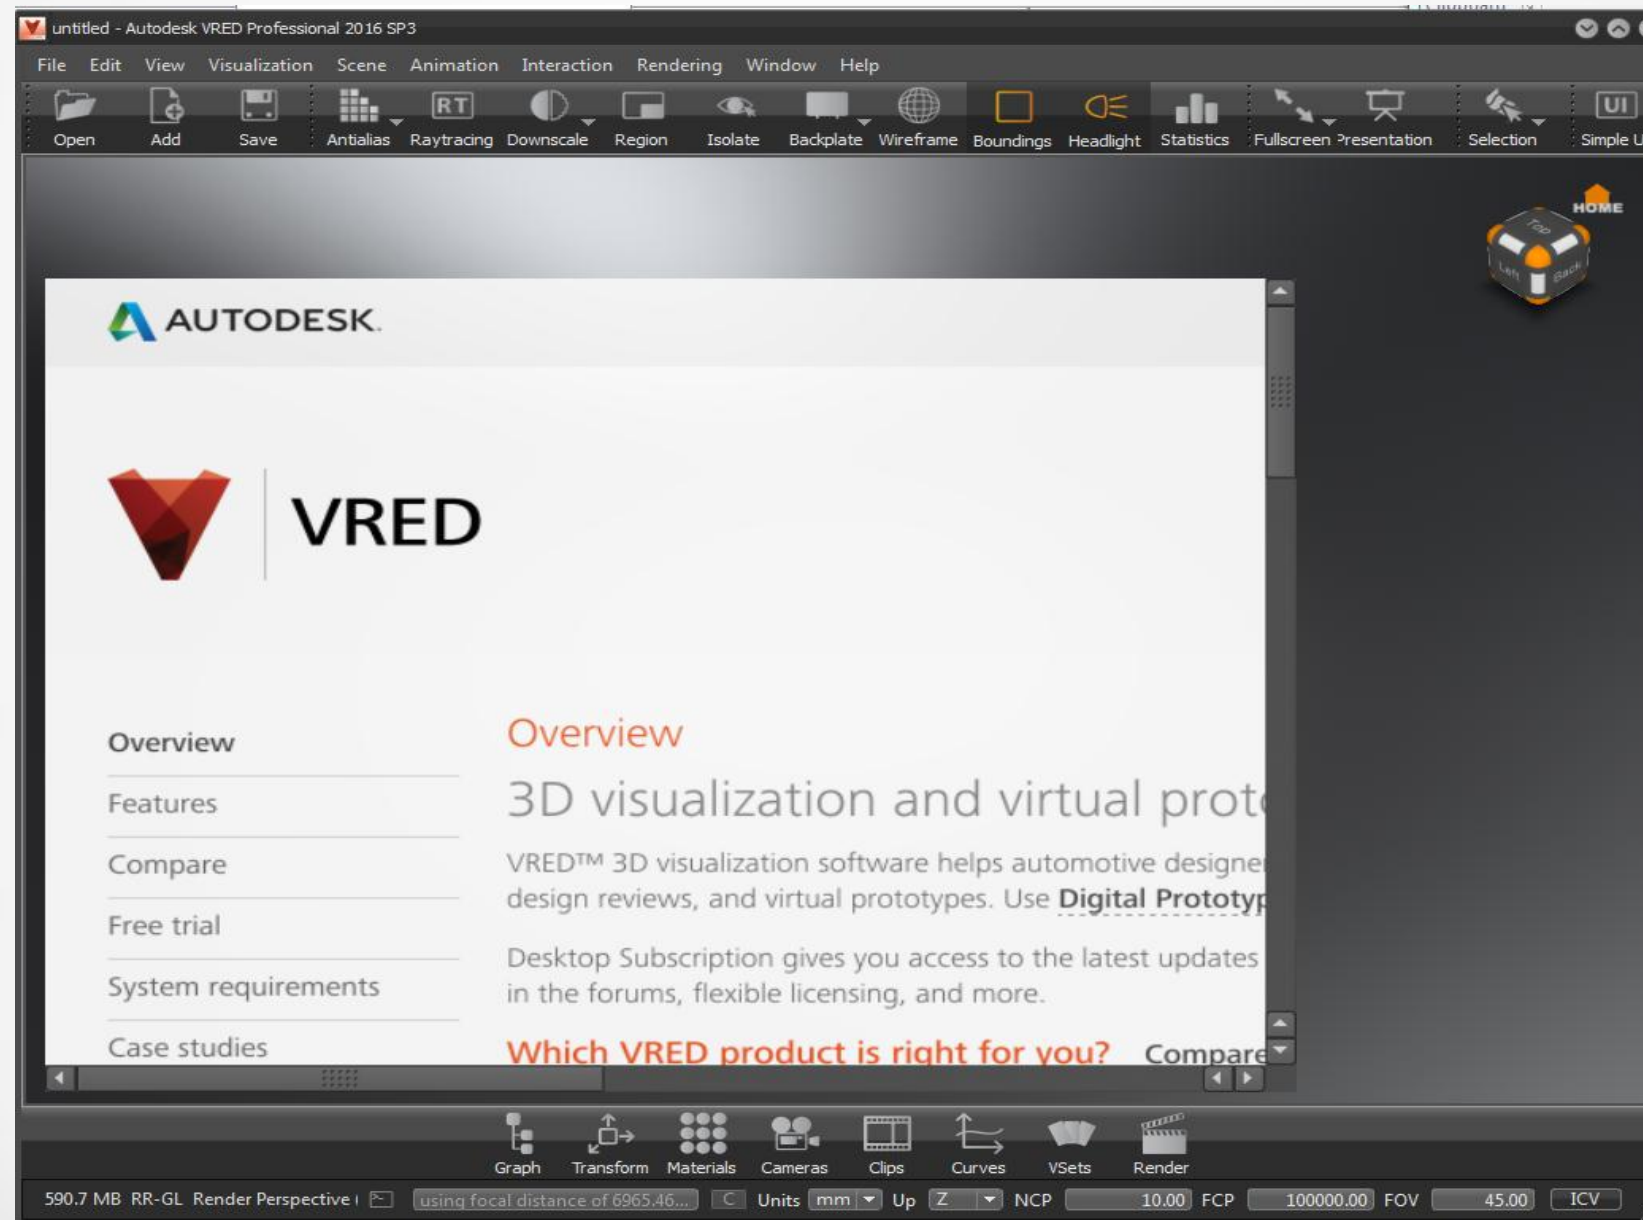 untitled - Autodesk VRED Professional 2016 SP3
File Edit View Visualization Scene Animation Interaction Rendering Window Help
RT UI
Open Add Save Antialias Raytracing Downscale Region Isolate Backplate Wireframe Boundings Headlight Statistics Fullscreen Presentation Selection Simple U
HOME
Top
Left Back
AUTODESK.
VRED
Overview
Features
Compare
Free trial
System requirements
Case studies
Overview
3D visualization and virtual proto
VRED™ 3D visualization software helps automotive designe
design reviews, and virtual prototypes. Use Digital Prototyp
Desktop Subscription gives you access to the latest updates
in the forums, flexible licensing, and more.
Which VRED product is right for you? Compare
Graph Transform Materials Cameras Clips Curves VSets Render
590.7 MB RR-GL Render Perspective ( using focal distance of 6965.46... C Units mm Up Z NCP 10.00 FCP 100000.00 FOV 45.00 ICV